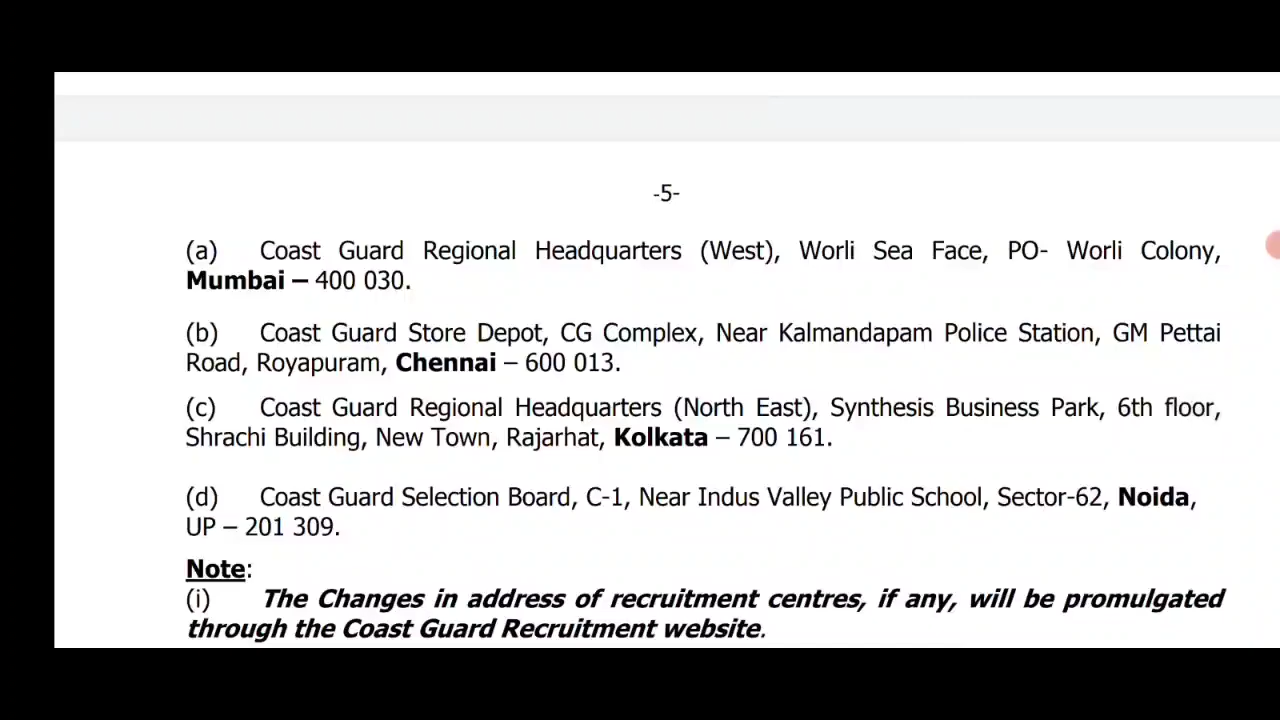 -5-
(a) Coast Guard Regional Headquarters (West), Worli Sea Face, PO- Worli Colony,
Mumbai – 400 030.
(b) Coast Guard Store Depot, CG Complex, Near Kalmandapam Police Station, GM Pettai
Road, Royapuram, Chennai – 600 013.
(c) Coast Guard Regional Headquarters (North East), Synthesis Business Park, 6th floor,
Shrachi Building, New Town, Rajarhat, Kolkata – 700 161.
(d) Coast Guard Selection Board, C-1, Near Indus Valley Public School, Sector-62, Noida,
UP – 201 309.
Note:
(i) The Changes in address of recruitment centres, if any, will be promulgated
through the Coast Guard Recruitment website.